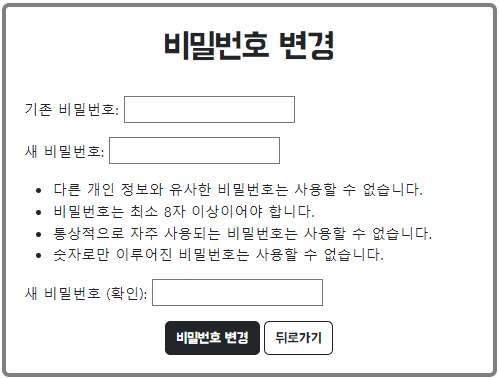 비밀번호 변경
기존 비밀번호:
새 비밀번호:
다른 개인 정보와 유사한 비밀번호는 사용할 수 없습니다.
비밀번호는 최소 8자 이상이어야 합니다.
통상적으로 자주 사용되는 비밀번호는 사용할 수 없습니다.
숫자로만 이루어진 비밀번호는 사용할 수 없습니다.
새 비밀번호 (확인):
비밀번호 변경 뒤로가기